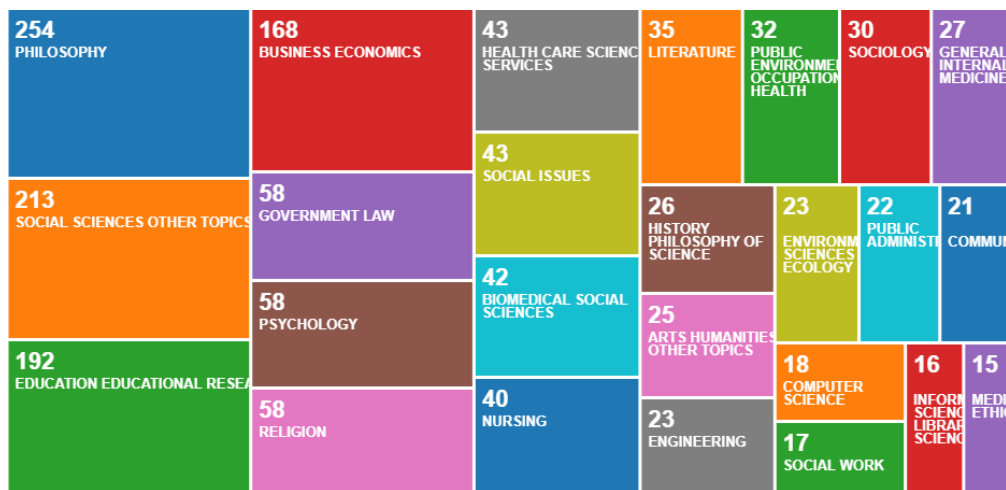 254
PHILOSOPHY
213
SOCIAL SCIENCES OTHER TOPICS
192
EDUCATION EDUCATIONAL RESEA
168
BUSINESS ECONOMICS
58
GOVERNMENT LAW
58
PSYCHOLOGY
58
RELIGION
43
HEALTH CARE SCIENC
SERVICES
43
SOCIAL ISSUES
42
BIOMEDICAL SOCIAL
SCIENCES
40
NURSING
35
LITERATURE
32
PUBLIC
ENVIRONMEN
OCCUPATION
HEALTH
30
SOCIOLOGY
27
GENERAL
INTERNAL
MEDICINE
26
HISTORY
PHILOSOPHY OF
SCIENCE
25
ARTS HUMANITIES
OTHER TOPICS
23
ENGINEERING
23
ENVIRONM
SCIENCES
ECOLOGY
22
PUBLIC
ADMINISTI
21
COMMUN
18
COMPUTER
SCIENCE
17
SOCIAL WORK
16
INFORM
SCIENC
LIBRAR
SCIENC
15
MEDI
ETHIC